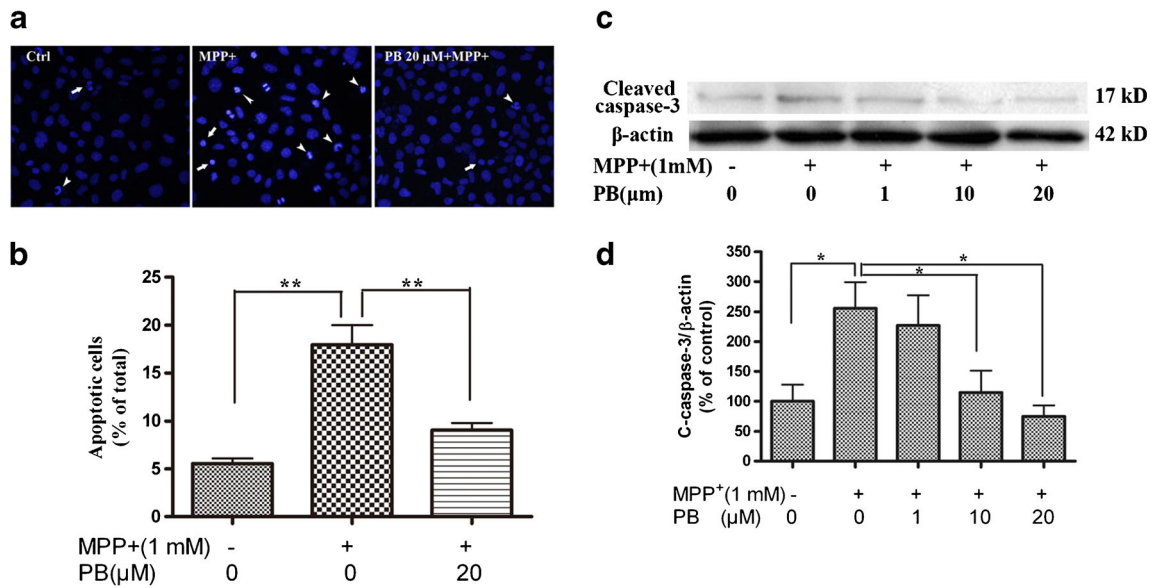 a
Ctrl
MPP+
PB 20 µM+MPP+
b
Apoptotic cells
(% of total)
25
20
15
10
5
0
** **
MPP+(1 mM) - + +
PB(µM) 0 0 20
c
Cleaved
caspase-3
17 kD
β-actin
42 kD
MPP+(1mM) - + + + +
PB(µm) 0 0 1 10 20
d
C-caspase-3/β-actin
(% of control)
350
300
250
200
150
100
50
0
* * *
MPP⁺(1 mM) - + + + +
PB (µM) 0 0 1 10 20